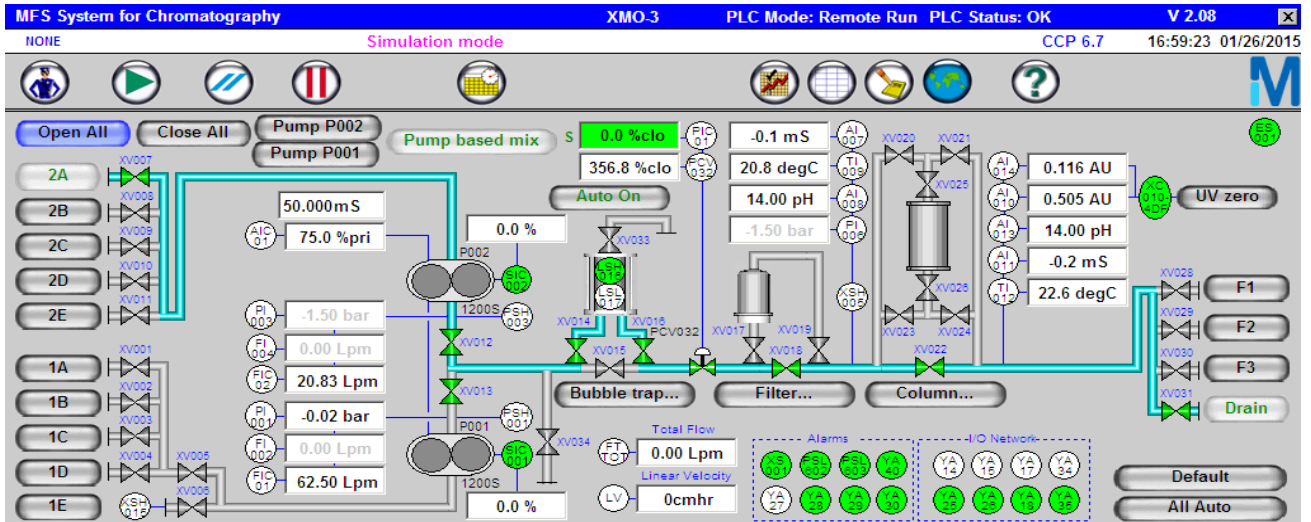 MFS System for Chromatography XMO-3 PLC Mode: Remote Run PLC Status: OK V 2.08
NONE Simulation mode CCP 6.7 16:59:23 01/26/2015
?
Open All Close All Pump P002
Pump P001
Pump based mix S 0.0 %clo PIC 01
356.8 %clo PCV 032
Auto On
-0.1 mS AI 007
20.8 degC TI 009
14.00 pH AI 008
-1.50 bar PI 006
XSH 005
XV020 XV021
XV025
XV026
XV023 XV024
ES 001
AI 014 0.116 AU
AI 010 0.505 AU
AI 013 14.00 pH
AI 011 -0.2 mS
TI 012 22.6 degC
XC 010- 4DF UV zero
2A XV007
2B XV008
2C XV009
2D XV010
2E XV011
50.000mS
AIC 01 75.0 %pri
0.0 %
P002
SIC 002
1200S
PSH 003
PI 003 -1.50 bar
FI 004 0.00 Lpm
FIC 02 20.83 Lpm
XV012
XV013
PI 001 -0.02 bar
FI 002 0.00 Lpm
FIC 01 62.50 Lpm
PSH 001
P001
SIC 001
1200S
0.0 %
XV033
LSH 016
LSL 017
XV014 XV016
PCV032
XV015
Bubble trap...
XV034
XV017 XV019
XV018
Filter...
XV022
Column...
XV028 F1
XV029 F2
XV030 F3
XV031 Drain
1A XV001
1B XV002
1C XV003
1D XV004 XV005
1E XSH 015 XV006
Total Flow
FT TOT 0.00 Lpm
Linear Velocity
LV 0cmhr
Alarms
XS 001 PSL 602 PSL 603 YA 40
YA 27 YA 28 YA 29 YA 30
I/O Network
YA 14 YA 16 YA 17 YA 34
YA 25 YA 26 YA 18 YA 35
Default
All Auto